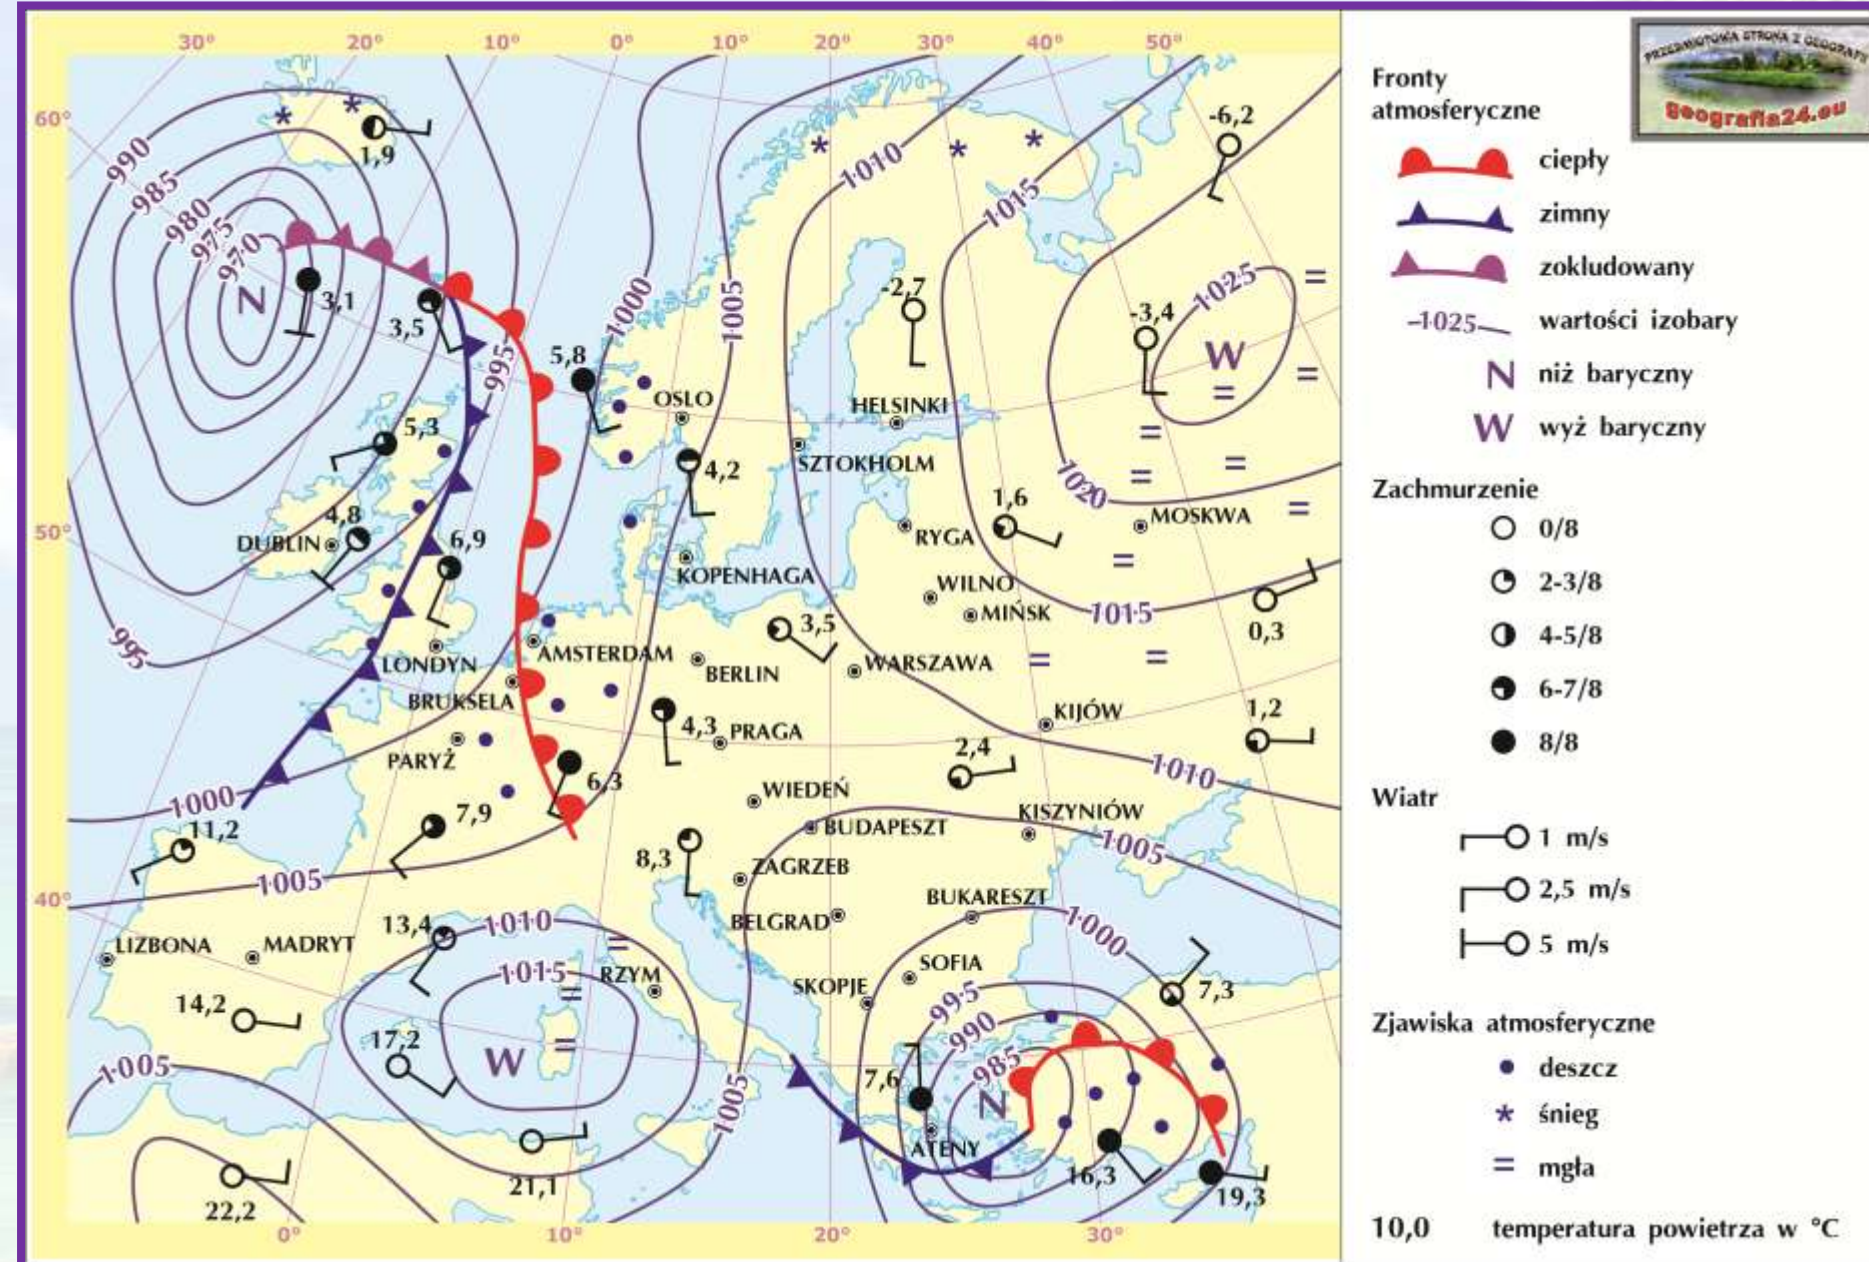 30° 20° 10° 0° 10° 20° 30° 40° 50°
60°
50°
40°
0° 10° 20° 30°
990
985
980
975
970
N
1,9
3,1
3,5
995
1000
1005
1010
1015
-6,2
-2,7
-3,4
1025
W
1020
5,8
OSLO
HELSINKI
SZTOKHOLM
5,3
4,2
4,8
DUBLIN
6,9
KOPENHAGA
RYGA
1,6
MOSKWA
WILNO
MIŃSK
1015
0,3
995
LONDYN
AMSTERDAM
BRUKSELA
BERLIN
3,5
WARSZAWA
PARYŻ
4,3
PRAGA
KIJÓW
1,2
2,4
1010
1000
11,2
7,9
6,3
WIEDEŃ
BUDAPESZT
KISZYNIÓW
1005
8,3
ZAGRZEB
1005
BELGRAD
BUKARESZT
1000
LIZBONA
MADRYT
13,4
1010
1015
RZYM
SKOPJE
SOFIA
995
990
985
7,3
14,2
17,2
W
1005
1005
7,6
N
ATENY
16,3
19,3
21,1
22,2
PRZEDMIOTOWA STRONA Z GEOGRAFII
geografia24.eu
Fronty
atmosferyczne
ciepły
zimny
zokludowany
1025 wartości izobary
N niż baryczny
W wyż baryczny
Zachmurzenie
0/8
2-3/8
4-5/8
6-7/8
8/8
Wiatr
1 m/s
2,5 m/s
5 m/s
Zjawiska atmosferyczne
deszcz
śnieg
mgła
10,0 temperatura powietrza w °C